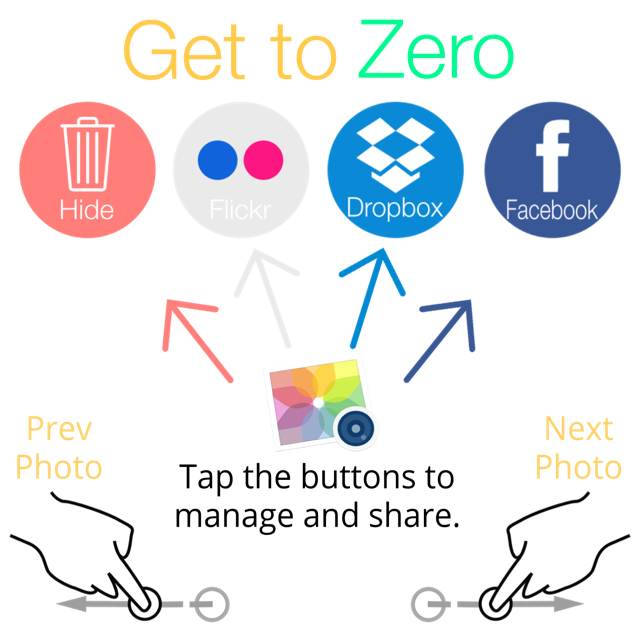 Get to Zero
Hide Flickr Dropbox Facebook
Prev Next
Photo Photo
Tap the buttons to
manage and share.